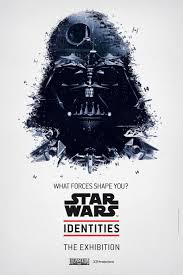 WHAT FORCES SHAPE YOU?
STAR
WARS
IDENTITIES
THE EXHIBITION